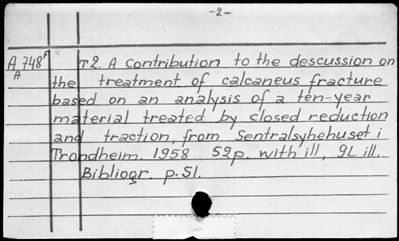 -2-
A 748 F T2. A contribution to the descussion on
A the treatment of calcaneus fracture
based on an analysis of a ten-year
material treated by closed reduction
and traction, from Sentralsyhehuset i
Trondheim. 1958 52p. with ill, 9L ill.
Bibliogr. p.51.